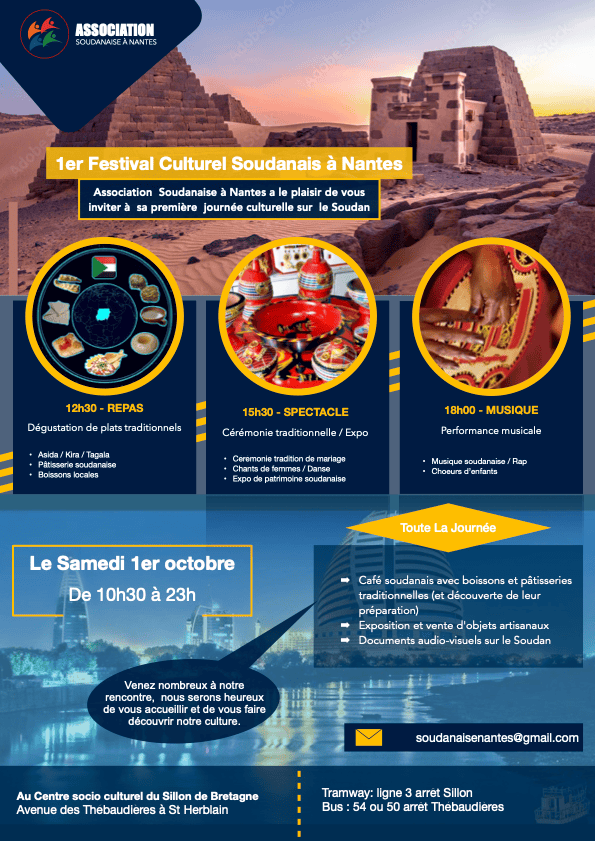 ASSOCIATION
SOUDANAISE À NANTES
1er Festival Culturel Soudanais à Nantes
Association Soudanaise à Nantes a le plaisir de vous
inviter à sa première journée culturelle sur le Soudan
12h30 - REPAS
Dégustation de plats traditionnels
• Asida / Kira / Tagala
• Pâtisserie soudanaise
• Boissons locales
15h30 - SPECTACLE
Cérémonie traditionnelle / Expo
• Ceremonie tradition de mariage
• Chants de femmes / Danse
• Expo de patrimoine soudanaise
18h00 - MUSIQUE
Performance musicale
• Musique soudanaise / Rap
• Choeurs d'enfants
Toute La Journée
Le Samedi 1er octobre
De 10h30 à 23h
➡ Café soudanais avec boissons et pâtisseries
traditionnelles (et découverte de leur
préparation)
➡ Exposition et vente d'objets artisanaux
➡ Documents audio-visuels sur le Soudan
Venez nombreux à notre
rencontre, nous serons heureux
de vous accueillir et de vous faire
découvrir notre culture.
soudanaisenantes@gmail.com
Au Centre socio culturel du Sillon de Bretagne
Avenue des Thebaudieres à St Herblain
Tramway: ligne 3 arrêt Sillon
Bus : 54 ou 50 arrêt Thébaudieres